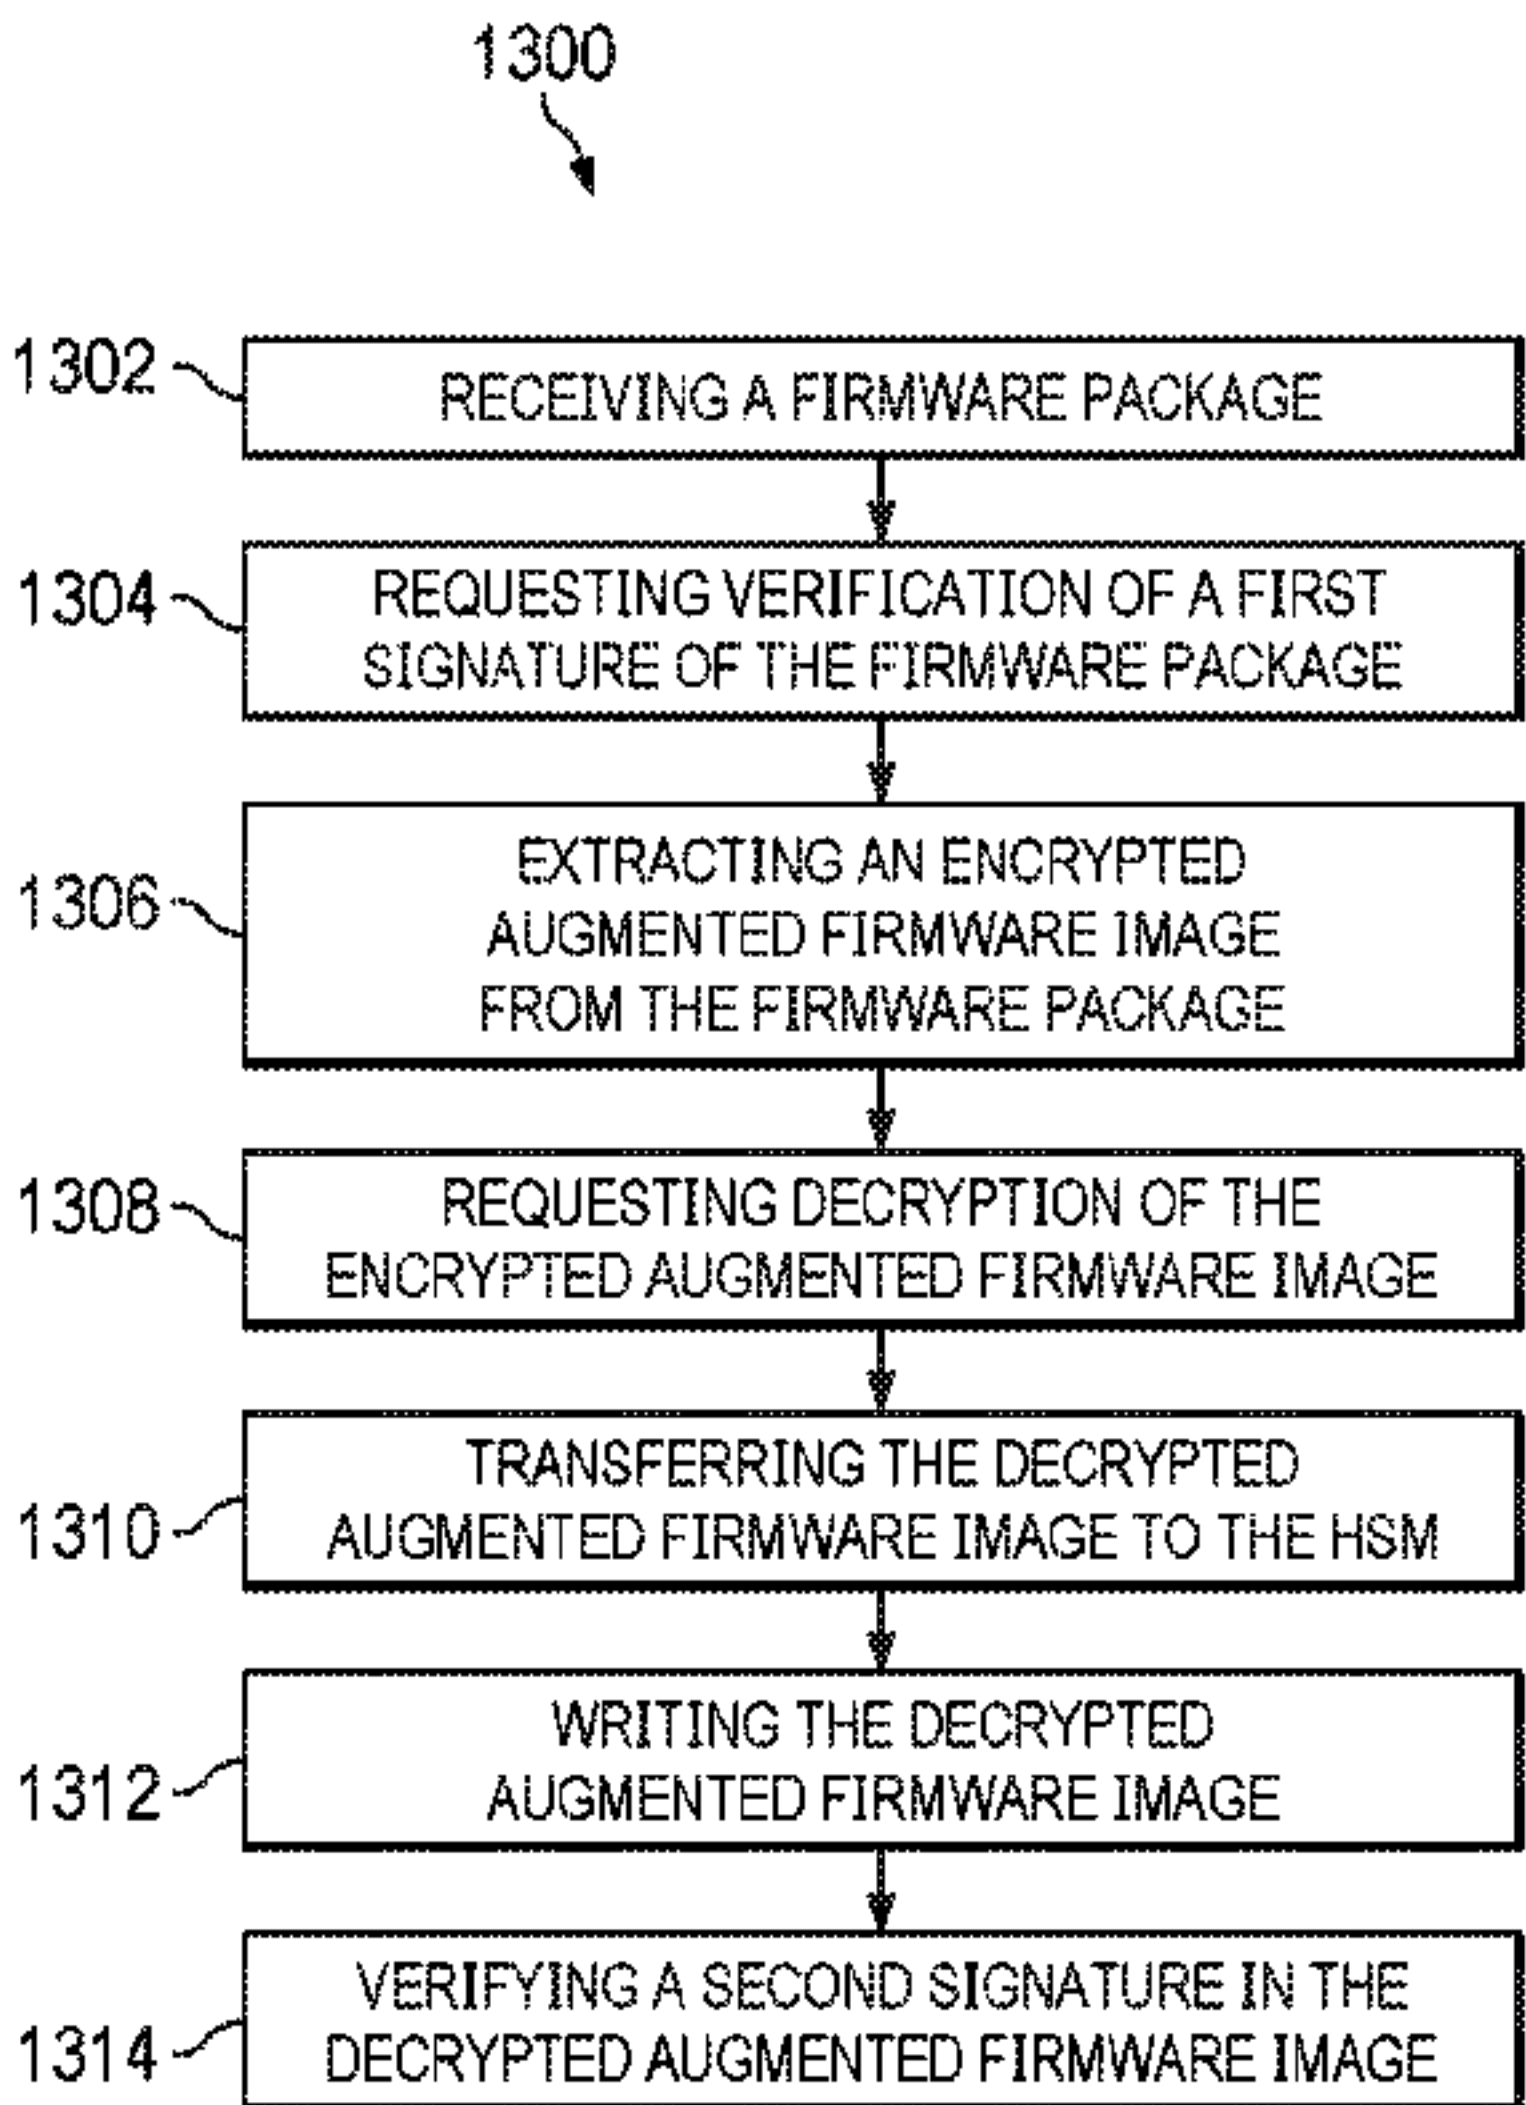 1300
1302
RECEIVING A FIRMWARE PACKAGE
1304
REQUESTING VERIFICATION OF A FIRST
SIGNATURE OF THE FIRMWARE PACKAGE
1306
EXTRACTING AN ENCRYPTED
AUGMENTED FIRMWARE IMAGE
FROM THE FIRMWARE PACKAGE
1308
REQUESTING DECRYPTION OF THE
ENCRYPTED AUGMENTED FIRMWARE IMAGE
1310
TRANSFERRING THE DECRYPTED
AUGMENTED FIRMWARE IMAGE TO THE HSM
1312
WRITING THE DECRYPTED
AUGMENTED FIRMWARE IMAGE
1314
VERIFYING A SECOND SIGNATURE IN THE
DECRYPTED AUGMENTED FIRMWARE IMAGE